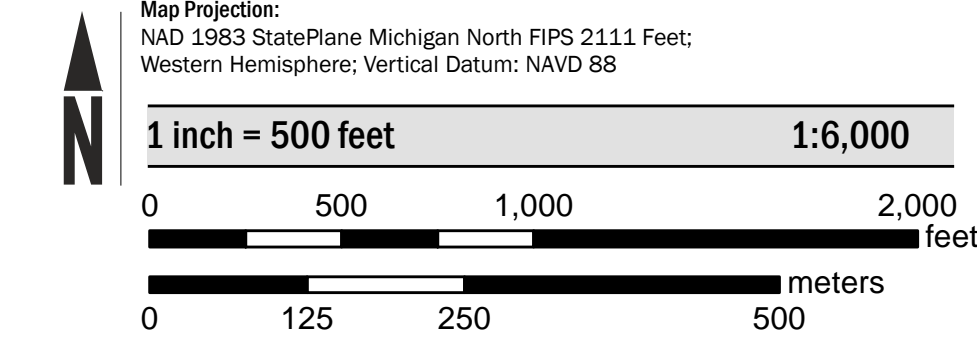 Map Projection:
NAD 1983 StatePlane Michigan North FIPS 2111 Feet;
Western Hemisphere; Vertical Datum: NAVD 88
N
1 inch = 500 feet 1:6,000
0 500 1,000 2,000
feet
meters
0 125 250 500